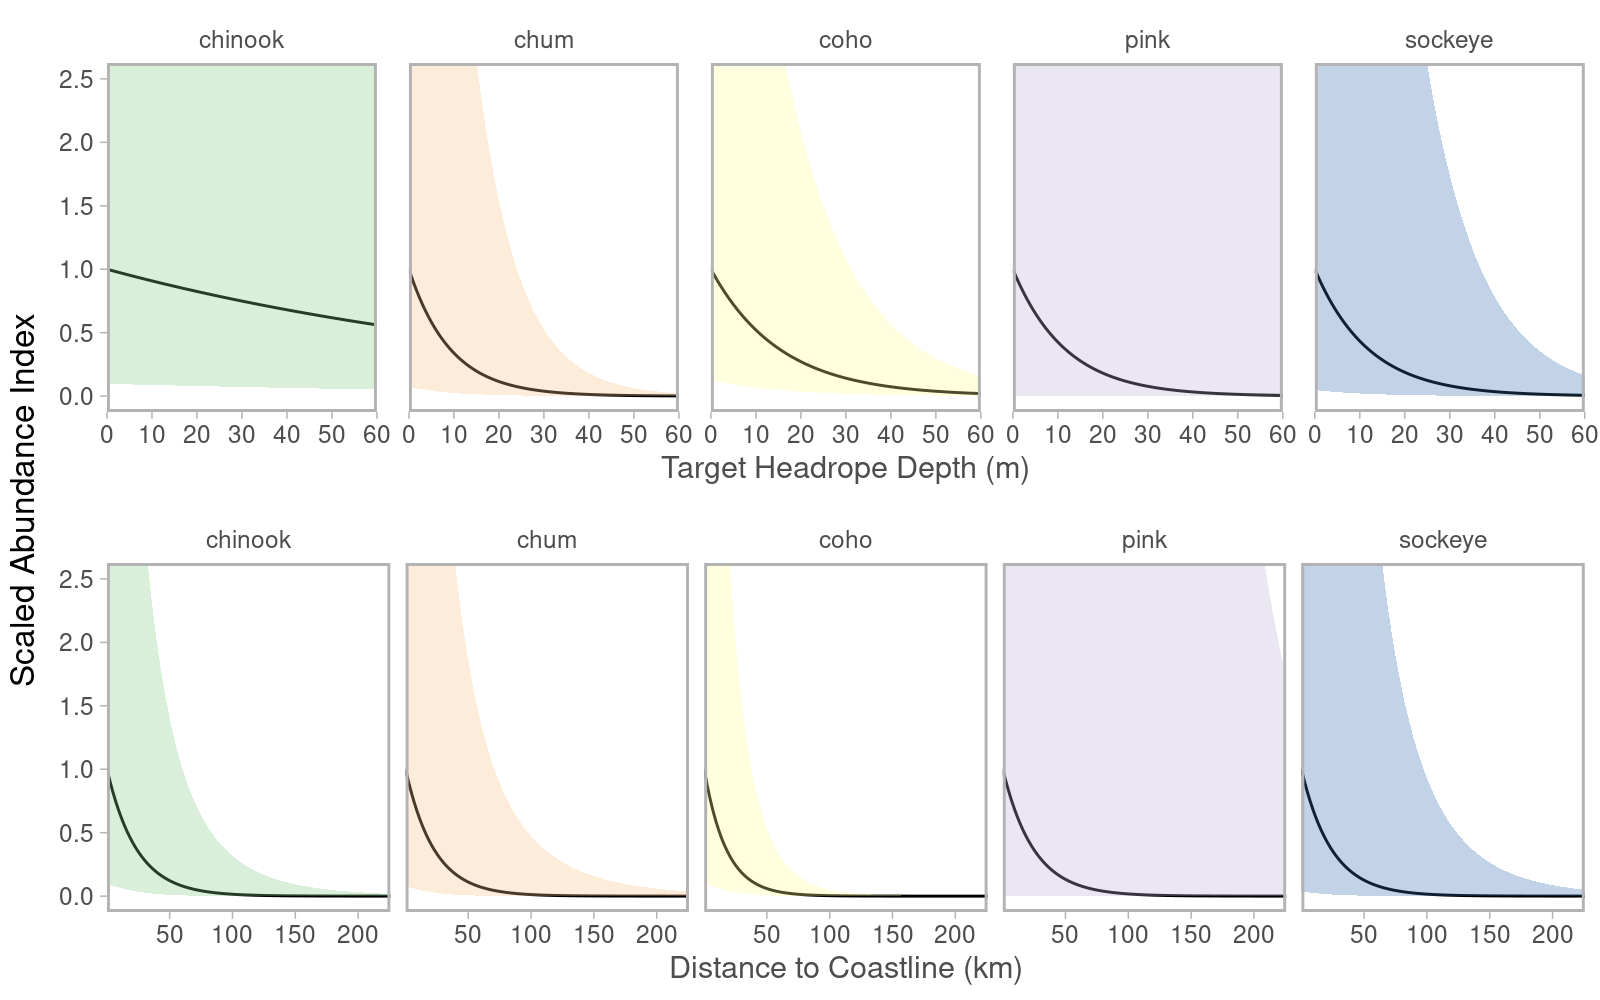 chinook chum coho pink sockeye
2.5
2.0
1.5
1.0
0.5
0.0
0 10 20 30 40 50 60 0 10 20 30 40 50 60 0 10 20 30 40 50 60 0 10 20 30 40 50 60 0 10 20 30 40 50 60
Target Headrope Depth (m)
Scaled Abundance Index
chinook chum coho pink sockeye
2.5
2.0
1.5
1.0
0.5
0.0
50 100 150 200 50 100 150 200 50 100 150 200 50 100 150 200 50 100 150 200
Distance to Coastline (km)